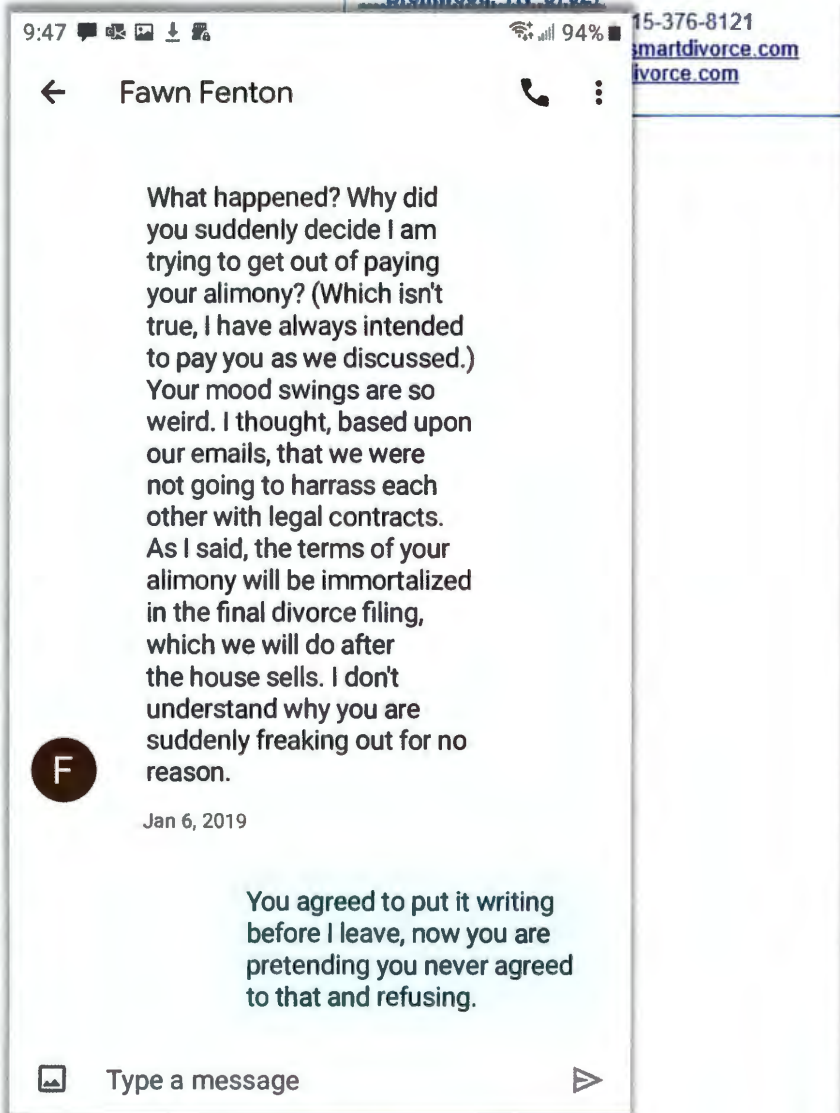 15-376-8121
smartdivorce.com
ivorce.com
9:47
94%
Fawn Fenton
What happened? Why did
you suddenly decide I am
trying to get out of paying
your alimony? (Which isn't
true, I have always intended
to pay you as we discussed.)
Your mood swings are so
weird. I thought, based upon
our emails, that we were
not going to harrass each
other with legal contracts.
As I said, the terms of your
alimony will be immortalized
in the final divorce filing,
which we will do after
the house sells. I don't
understand why you are
suddenly freaking out for no
reason.
F
Jan 6, 2019
You agreed to put it writing
before I leave, now you are
pretending you never agreed
to that and refusing.
Type a message